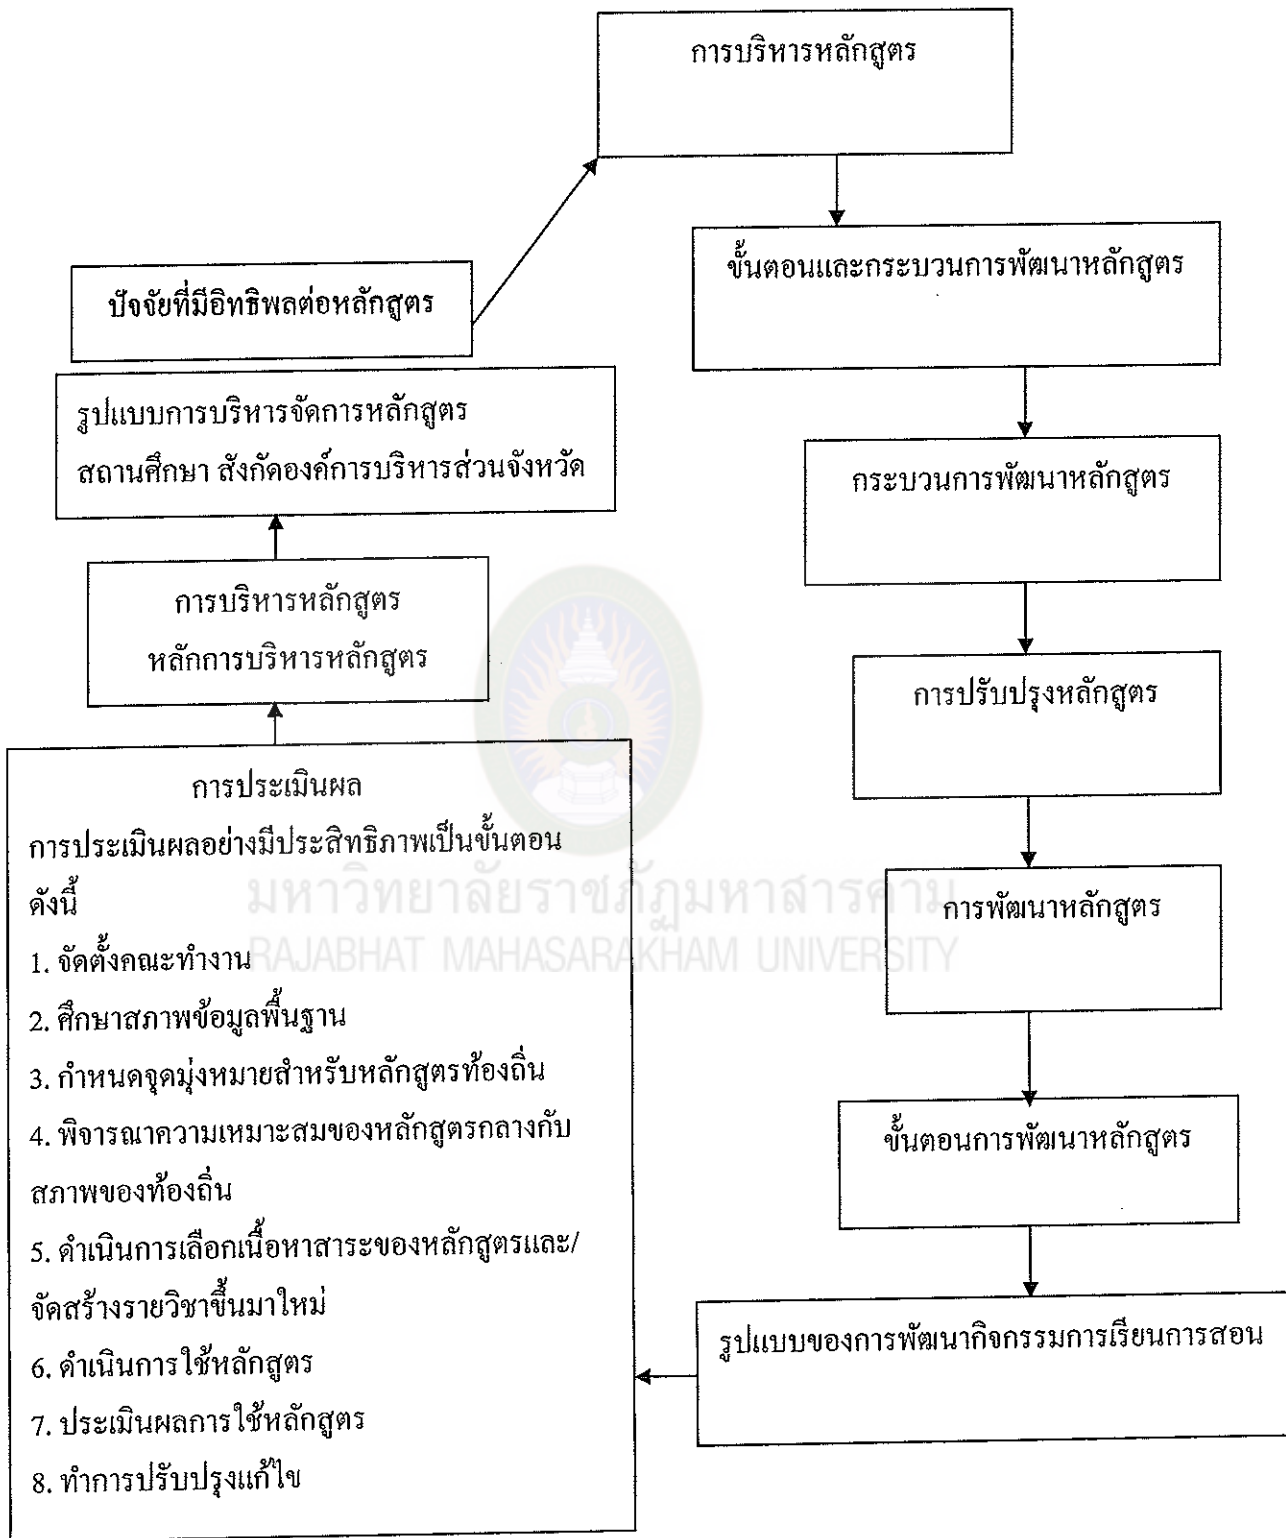 การบริหารหลักสูตร
ขั้นตอนและกระบวนการพัฒนาหลักสูตร
ปัจจัยที่มีอิทธิพลต่อหลักสูตร
รูปแบบการบริหารจัดการหลักสูตร
สถานศึกษา สังกัดองค์การบริหารส่วนจังหวัด
กระบวนการพัฒนาหลักสูตร
การบริหารหลักสูตร
หลักการบริหารหลักสูตร
การปรับปรุงหลักสูตร
การประเมินผล
การประเมินผลอย่างมีประสิทธิภาพเป็นขั้นตอน
ดังนี้
1. จัดตั้งคณะทำงาน
2. ศึกษาสภาพข้อมูลพื้นฐาน
3. กำหนดจุดมุ่งหมายสำหรับหลักสูตรท้องถิ่น
4. พิจารณาความเหมาะสมของหลักสูตรกลางกับ
สภาพของท้องถิ่น
5. ดำเนินการเลือกเนื้อหาสาระของหลักสูตรและ/
จัดสร้างรายวิชาขึ้นมาใหม่
6. ดำเนินการใช้หลักสูตร
7. ประเมินผลการใช้หลักสูตร
8. ทำการปรับปรุงแก้ไข
มหาวิทยาลัยราชภัฏมหาสารคาม
RAJABHAT MAHASARAKHAM UNIVERSITY
การพัฒนาหลักสูตร
ขั้นตอนการพัฒนาหลักสูตร
รูปแบบของการพัฒนากิจกรรมการเรียนการสอน